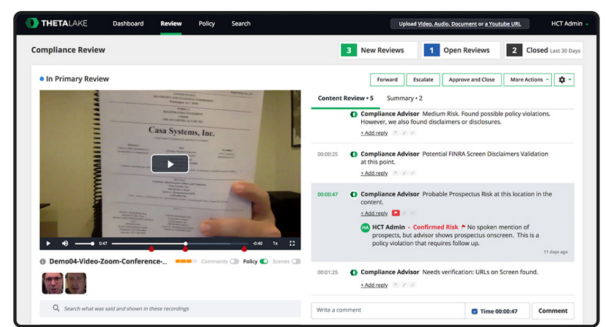 THETALAKE Dashboard Review Policy Search Upload Video, Audio, Document or a Youtube URL HCT Admin
Compliance Review 3 New Reviews 1 Open Reviews 2 Closed Last 30 Days
In Primary Review
Forward Escalate Approve and Close More Actions
Content Review • 5 Summary • 2
Casa Systems, Inc.
0:47 -0:40 1x
Demo04-Video-Zoom-Conference-... Comments Policy Scenes
Search what was said and shown in these recordings
Compliance Advisor Medium Risk. Found possible policy violations.
However, we also found disclaimers or disclosures.
+ Add reply
00:00:25 Compliance Advisor Potential FINRA Screen Disclaimers Validation
at this point.
+ Add reply
00:00:47 Compliance Advisor Probable Prospectus Risk at this location in the
content.
+ Add reply
HA HCT Admin - Confirmed Risk No spoken mention
of prospects, but advisor shows prospectus onscreen. This is a
policy violation that requires follow up.
11 days ago
00:01:25 Compliance Advisor Needs verification: URLs on Screen found.
+ Add reply
Write a comment Time 00:00:47 Comment